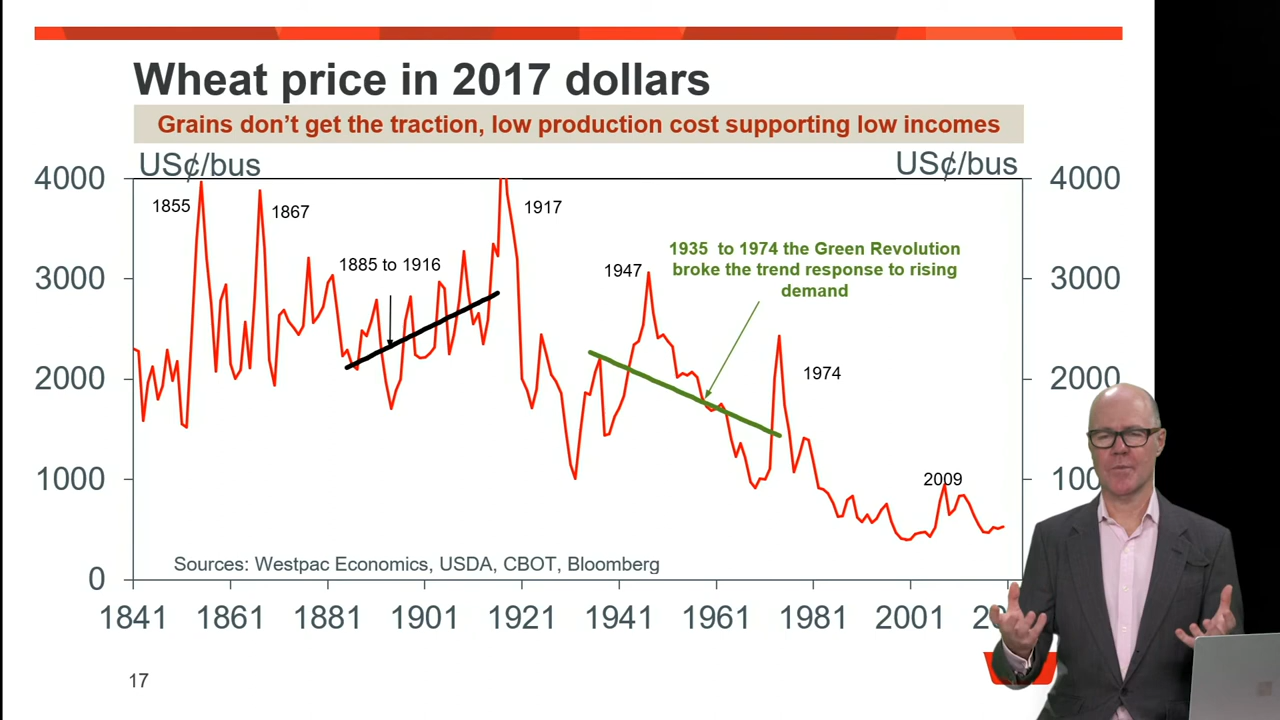 Wheat price in 2017 dollars
Grains don’t get the traction, low production cost supporting low incomes
US¢/bus
US¢/bus
4000
4000
1855
1867
1917
1885 to 1916
1935 to 1974 the Green Revolution
broke the trend response to rising
demand
3000
1947
3000
2000
1974
2000
1000
2009
Sources: Westpac Economics, USDA, CBOT, Bloomberg
0
1841
1861
1881
1901
1921
1941
1961
1981
2001
17